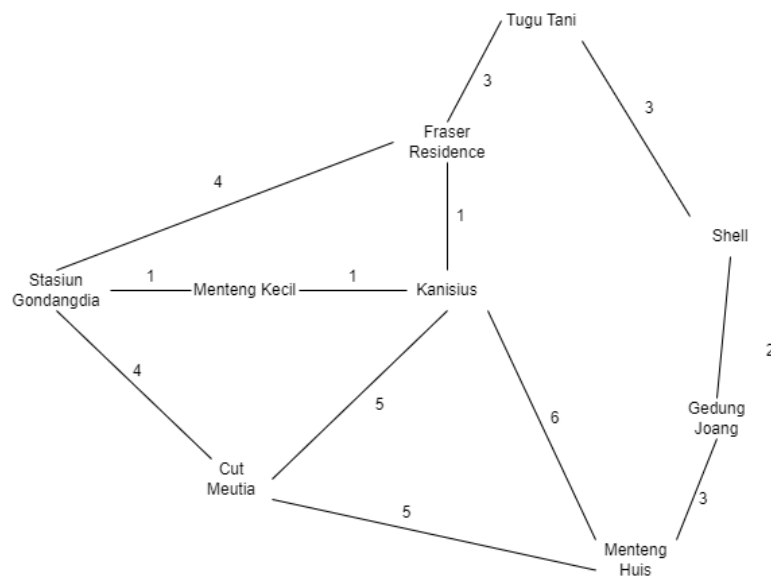 Tugu Tani
3
3
Fraser
Residence
4
1
Shell
Stasiun
Gondangdia
1
Menteng Kecil
1
Kanisius
2
4
5
6
Gedung
Joang
Cut
Meutia
5
3
Menteng
Huis